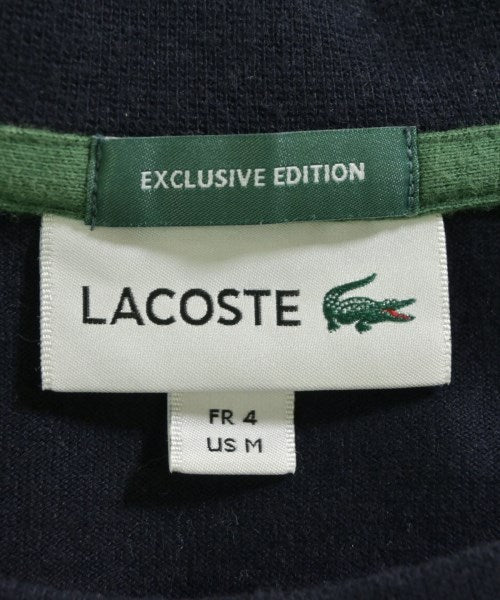 EXCLUSIVE EDITION
LACOSTE
FR 4
US M